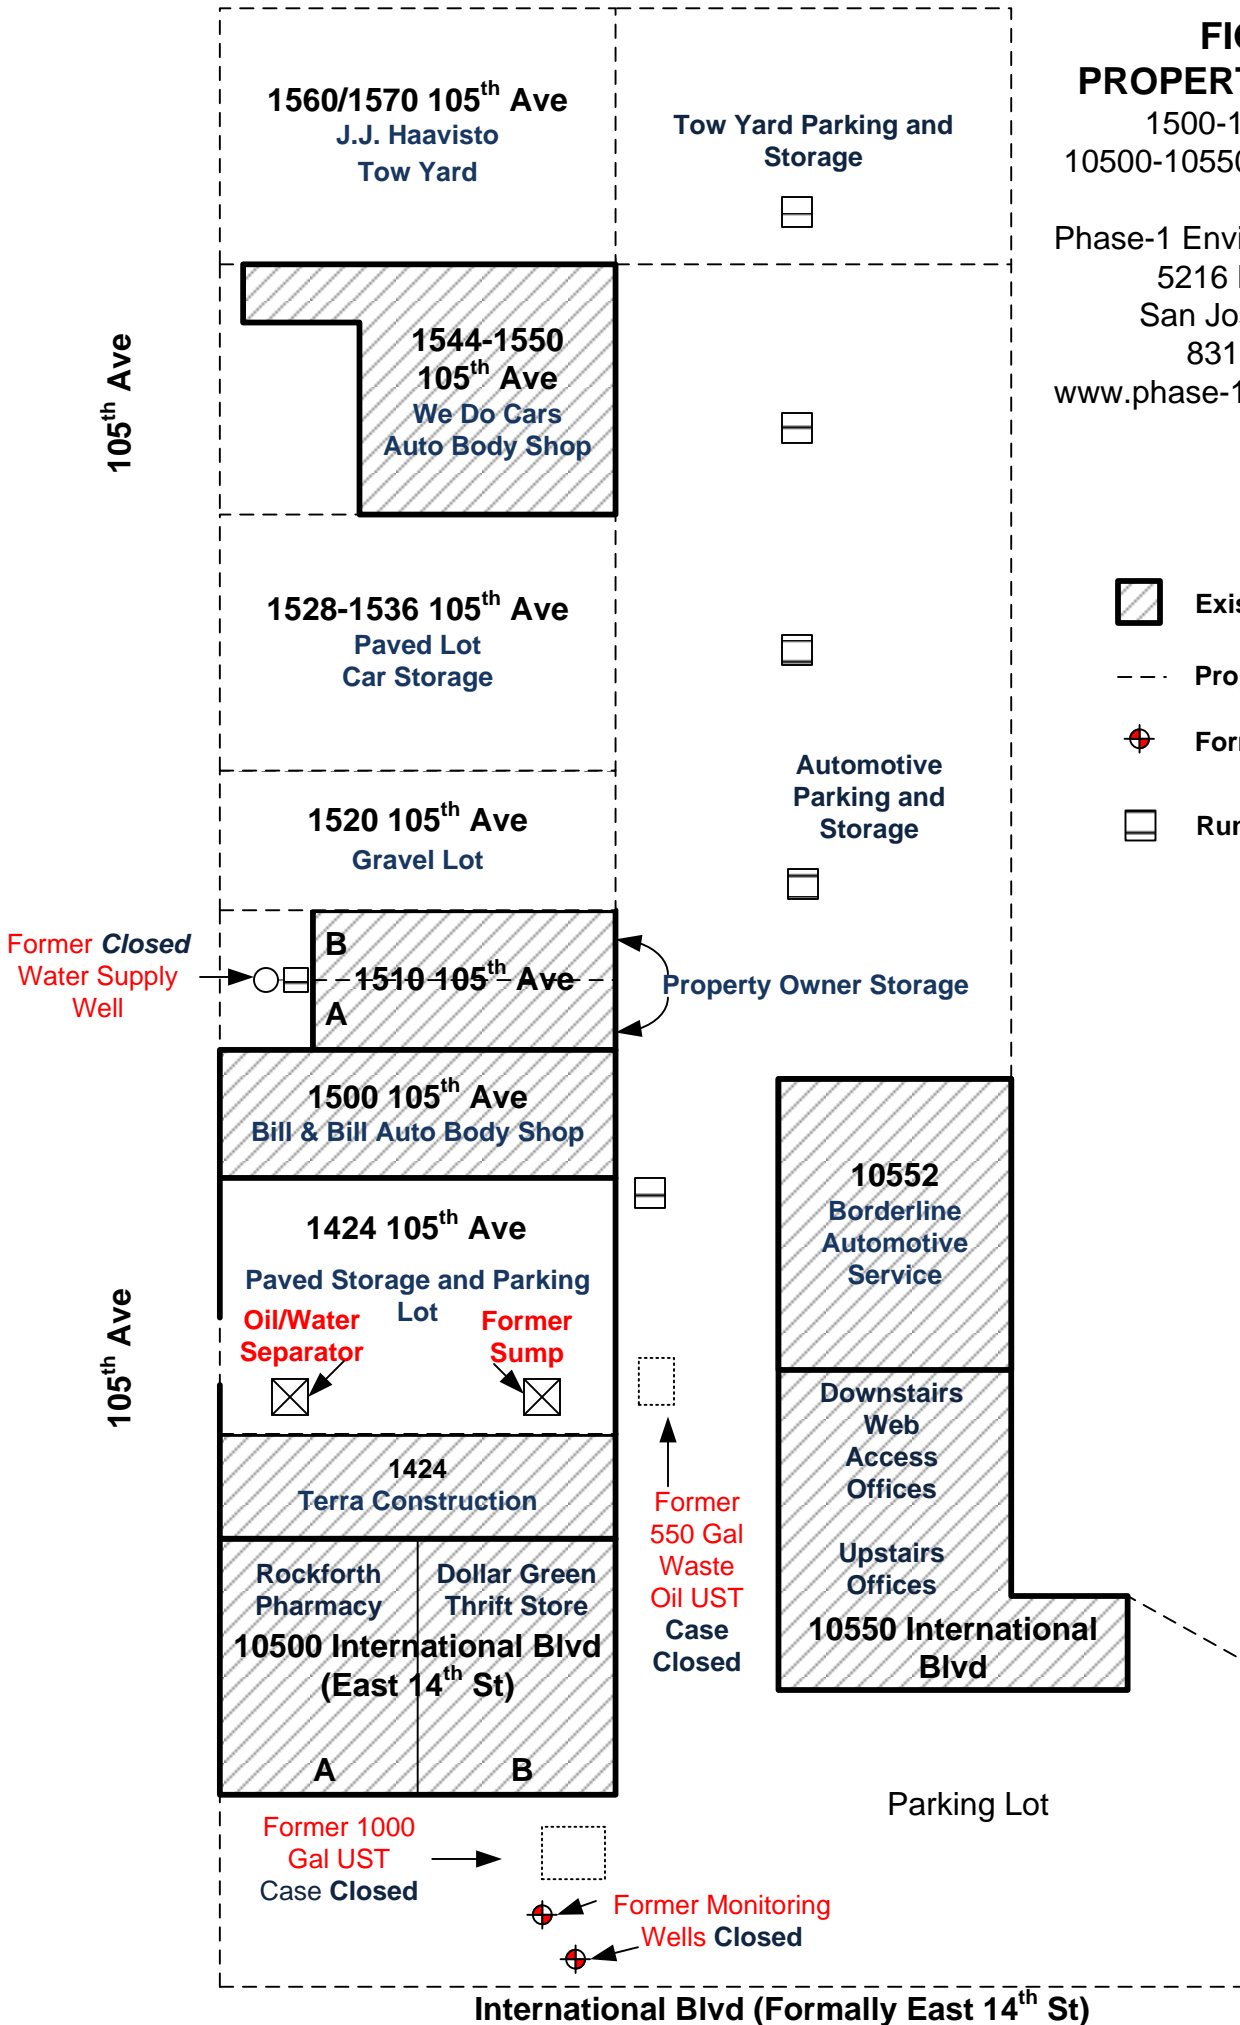 FI
PROPERT
1500-1
10500-10550
Phase-1 Envi
5216
San Jos
831
www.phase-1
1560/1570 105th Ave
J.J. Haavisto
Tow Yard
Tow Yard Parking and
Storage
105th Ave
1544-1550
105th Ave
We Do Cars
Auto Body Shop
1528-1536 105th Ave
Paved Lot
Car Storage
Exis
Pro
For
Run
Automotive
Parking and
Storage
1520 105th Ave
Gravel Lot
Former Closed
Water Supply
Well
B
1510 105th Ave
A
Property Owner Storage
1500 105th Ave
Bill & Bill Auto Body Shop
1424 105th Ave
Paved Storage and Parking
Lot
Oil/Water
Separator
Former
Sump
105th Ave
10552
Borderline
Automotive
Service
Downstairs
Web
Access
Offices
Upstairs
Offices
10550 International
Blvd
1424
Terra Construction
Former
550 Gal
Waste
Oil UST
Case
Closed
Rockforth
Pharmacy
Dollar Green
Thrift Store
10500 International Blvd
(East 14th St)
A
B
Parking Lot
Former 1000
Gal UST
Case Closed
Former Monitoring
Wells Closed
International Blvd (Formally East 14th St)